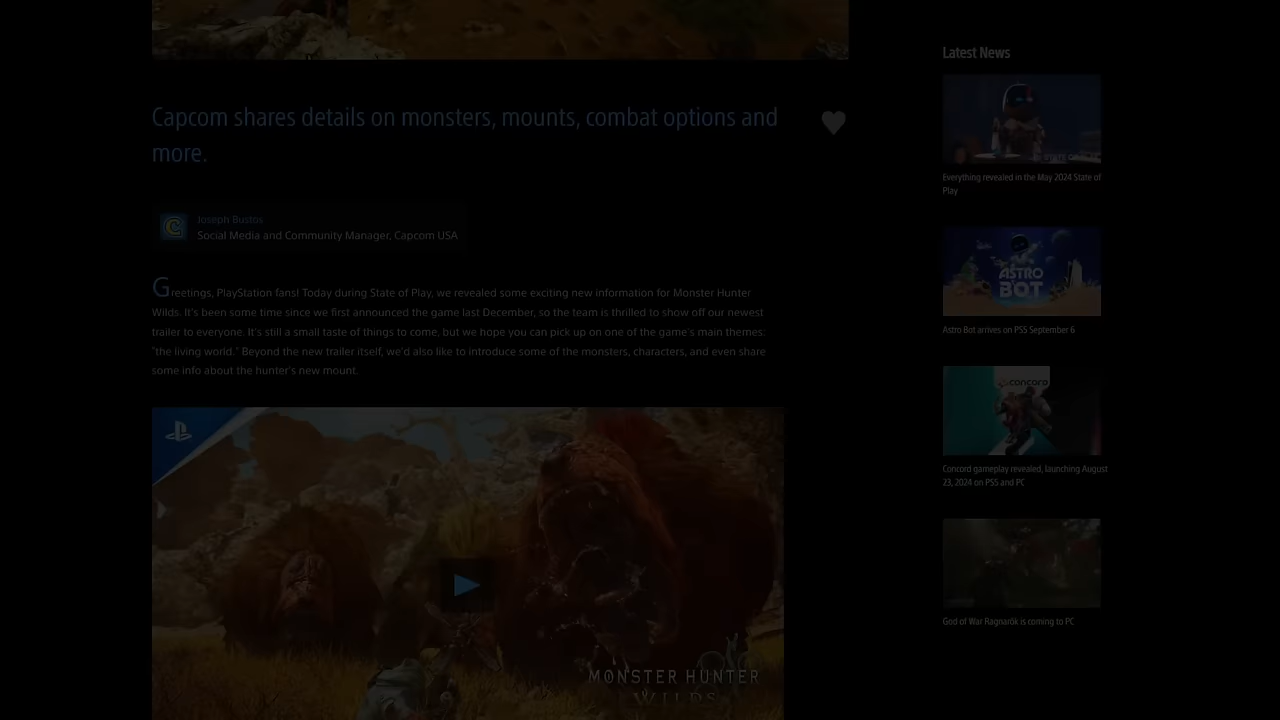 Capcom shares details on monsters, mounts, combat options and
more.
Joseph Bustos
Social Media and Community Manager, Capcom USA
Greetings, PlayStation fans! Today during State of Play, we revealed some exciting new information for Monster Hunter
Wilds. It's been some time since we first announced the game last December, so the team is thrilled to show off our newest
trailer to everyone. It's still a small taste of things to come, but we hope you can pick up on one of the game's main themes:
"the living world." Beyond the new trailer itself, we'd also like to introduce some of the monsters, characters, and even share
some info about the hunter's new mount.
MONSTER HUNTER
WILDS
Latest News
STATE OF PLAY
Everything revealed in the May 2024 State of
Play
ASTRO
BOT
Astro Bot arrives on PS5 September 6
CONCORD
Concord gameplay revealed, launching August
23, 2024 on PS5 and PC
God of War Ragnarök is coming to PC